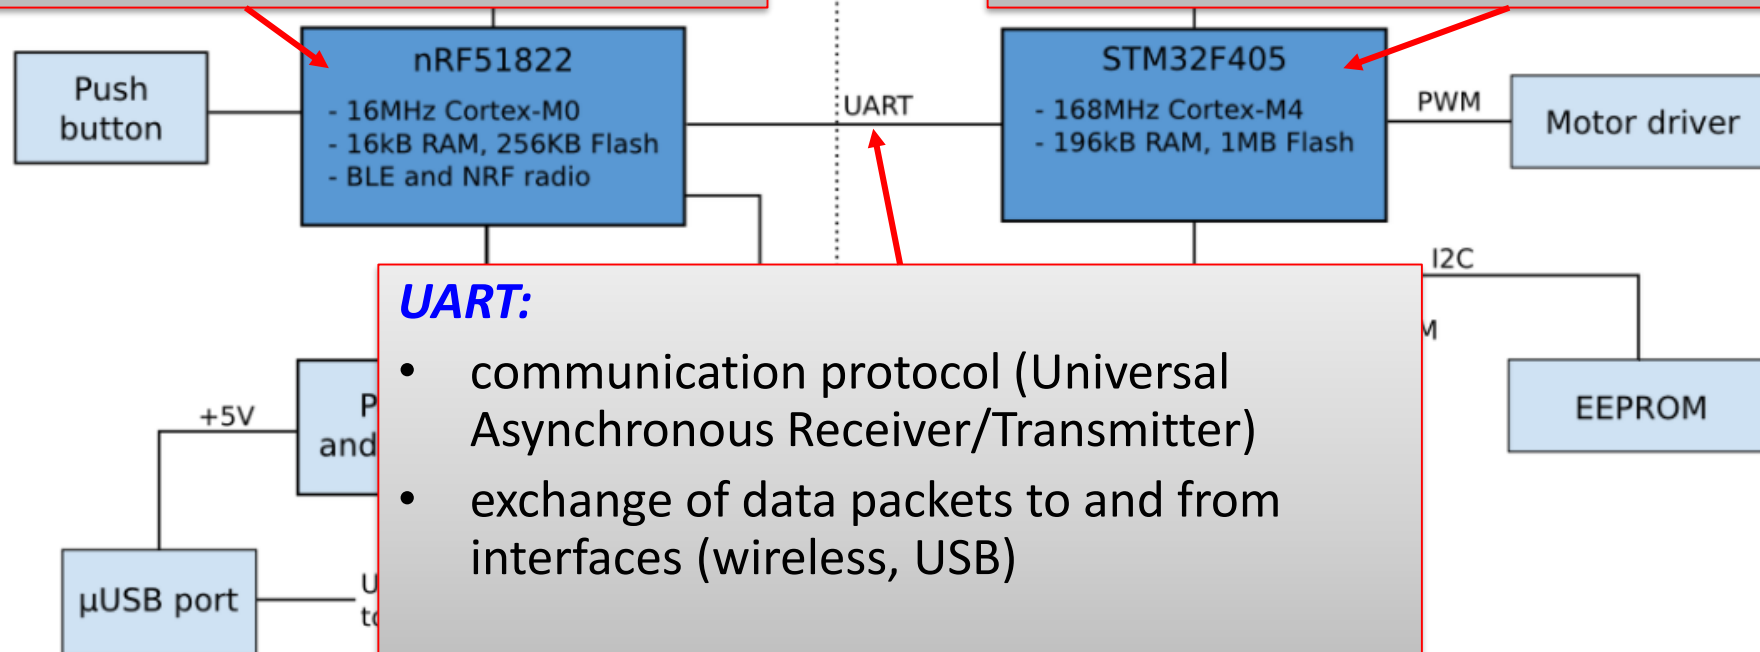 nRF51822
- 16MHz Cortex-M0
- 16kB RAM, 256KB Flash
- BLE and NRF radio
Push
button
UART
STM32F405
- 168MHz Cortex-M4
- 196kB RAM, 1MB Flash
PWM
Motor driver
I2C
EEPROM
+5V
and
µUSB port
UART:
• communication protocol (Universal
Asynchronous Receiver/Transmitter)
• exchange of data packets to and from
interfaces (wireless, USB)